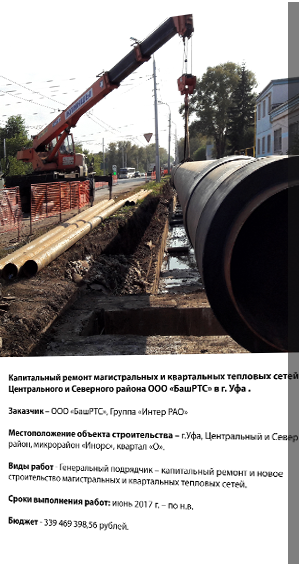 Капитальный ремонт магистральных и квартальных тепловых сетей
Центрального и Северного района ООО «БашРТС» в г. Уфа .
Заказчик – ООО «БашРТС», Группа «Интер РАО»
Местоположение объекта строительства – г.Уфа, Центральный и Север
район, микрорайон «Инорс», квартал «О».
Виды работ - Генеральный подрядчик – капитальный ремонт и новое
строительство магистральных и квартальных тепловых сетей.
Сроки выполнения работ: июнь 2017 г. – по н.в.
Бюджет - 339 469 398,56 рублей.